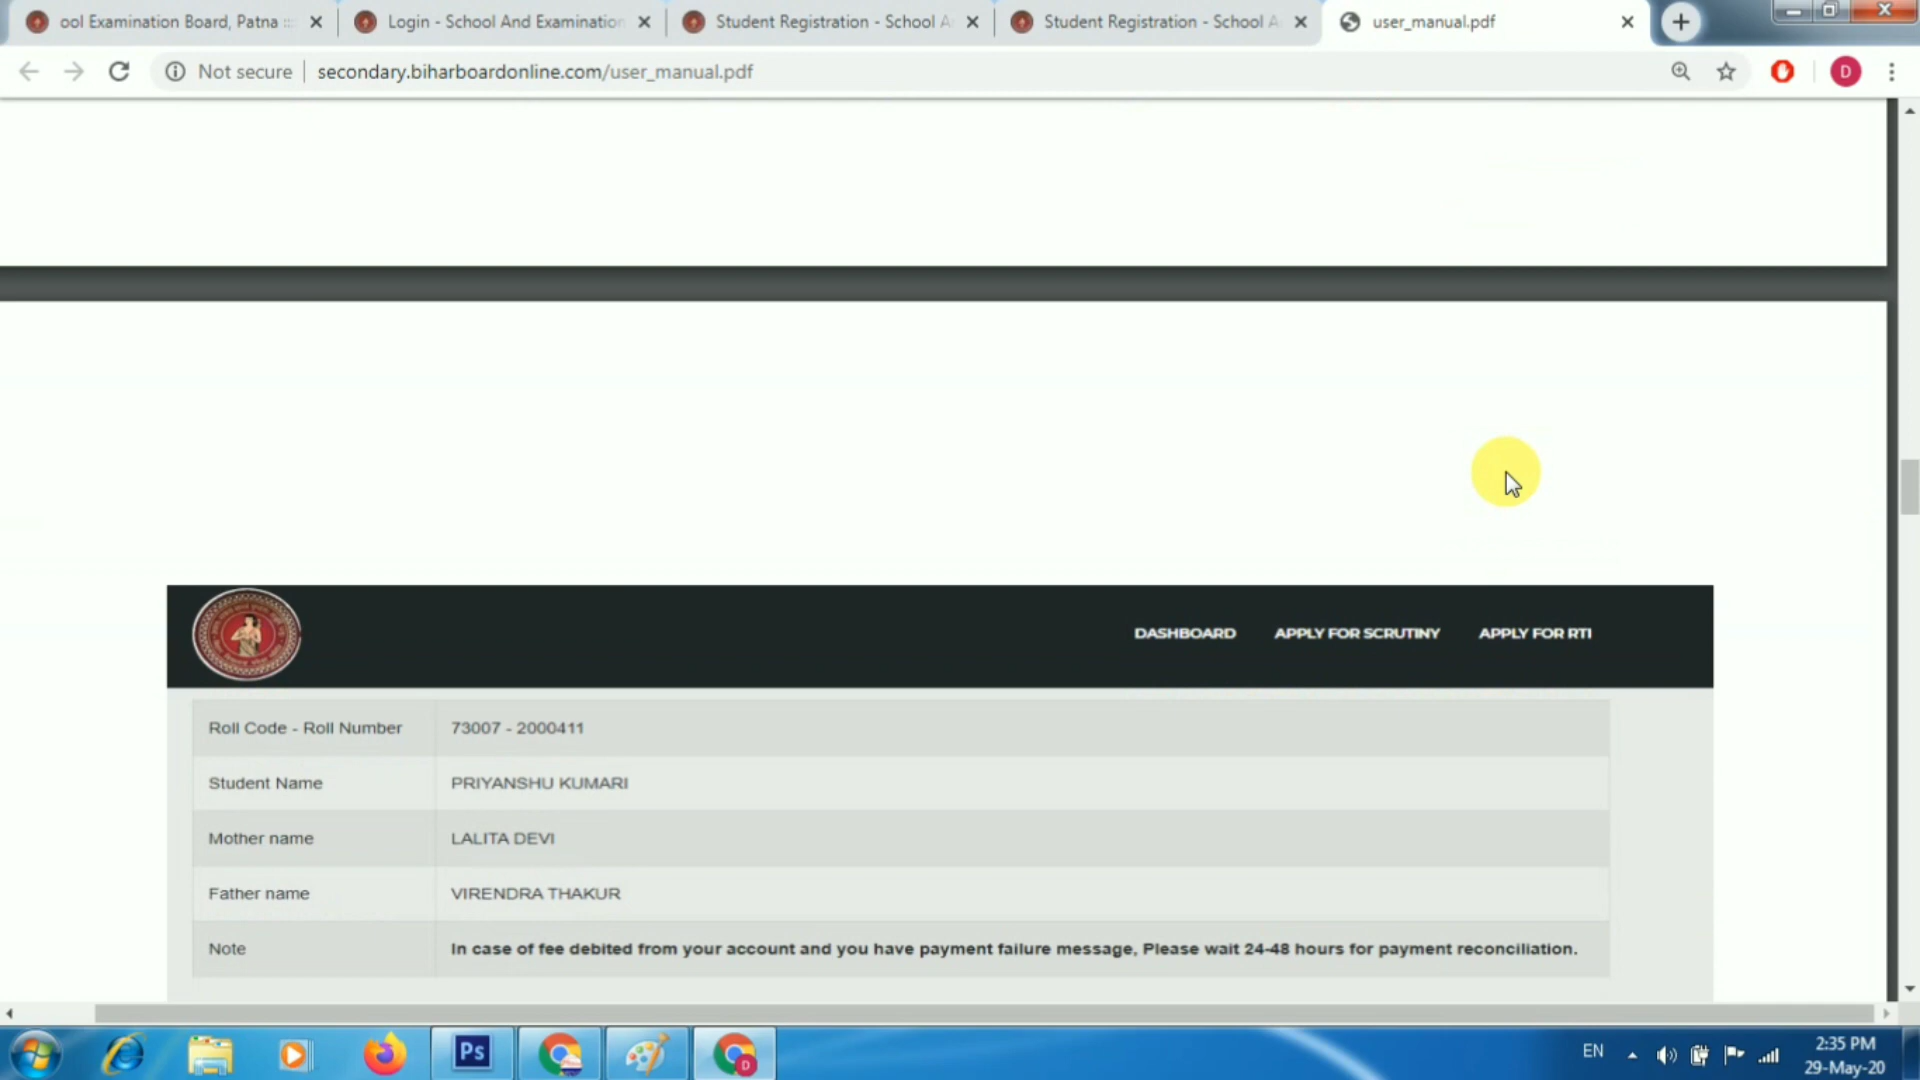 ool Examination Board, Patna :::
Login - School And Examination
Student Registration - School A
Student Registration - School A
user_manual.pdf
Not secure
secondary.biharboardonline.com/user_manual.pdf
D
DASHBOARD
APPLY FOR SCRUTINY
APPLY FOR RTI
Roll Code - Roll Number
73007 - 2000411
Student Name
PRIYANSHU KUMARI
Mother name
LALITA DEVI
Father name
VIRENDRA THAKUR
Note
In case of fee debited from your account and you have payment failure message, Please wait 24-48 hours for payment reconciliation.
Ps
D
EN
2:35 PM
29-May-20